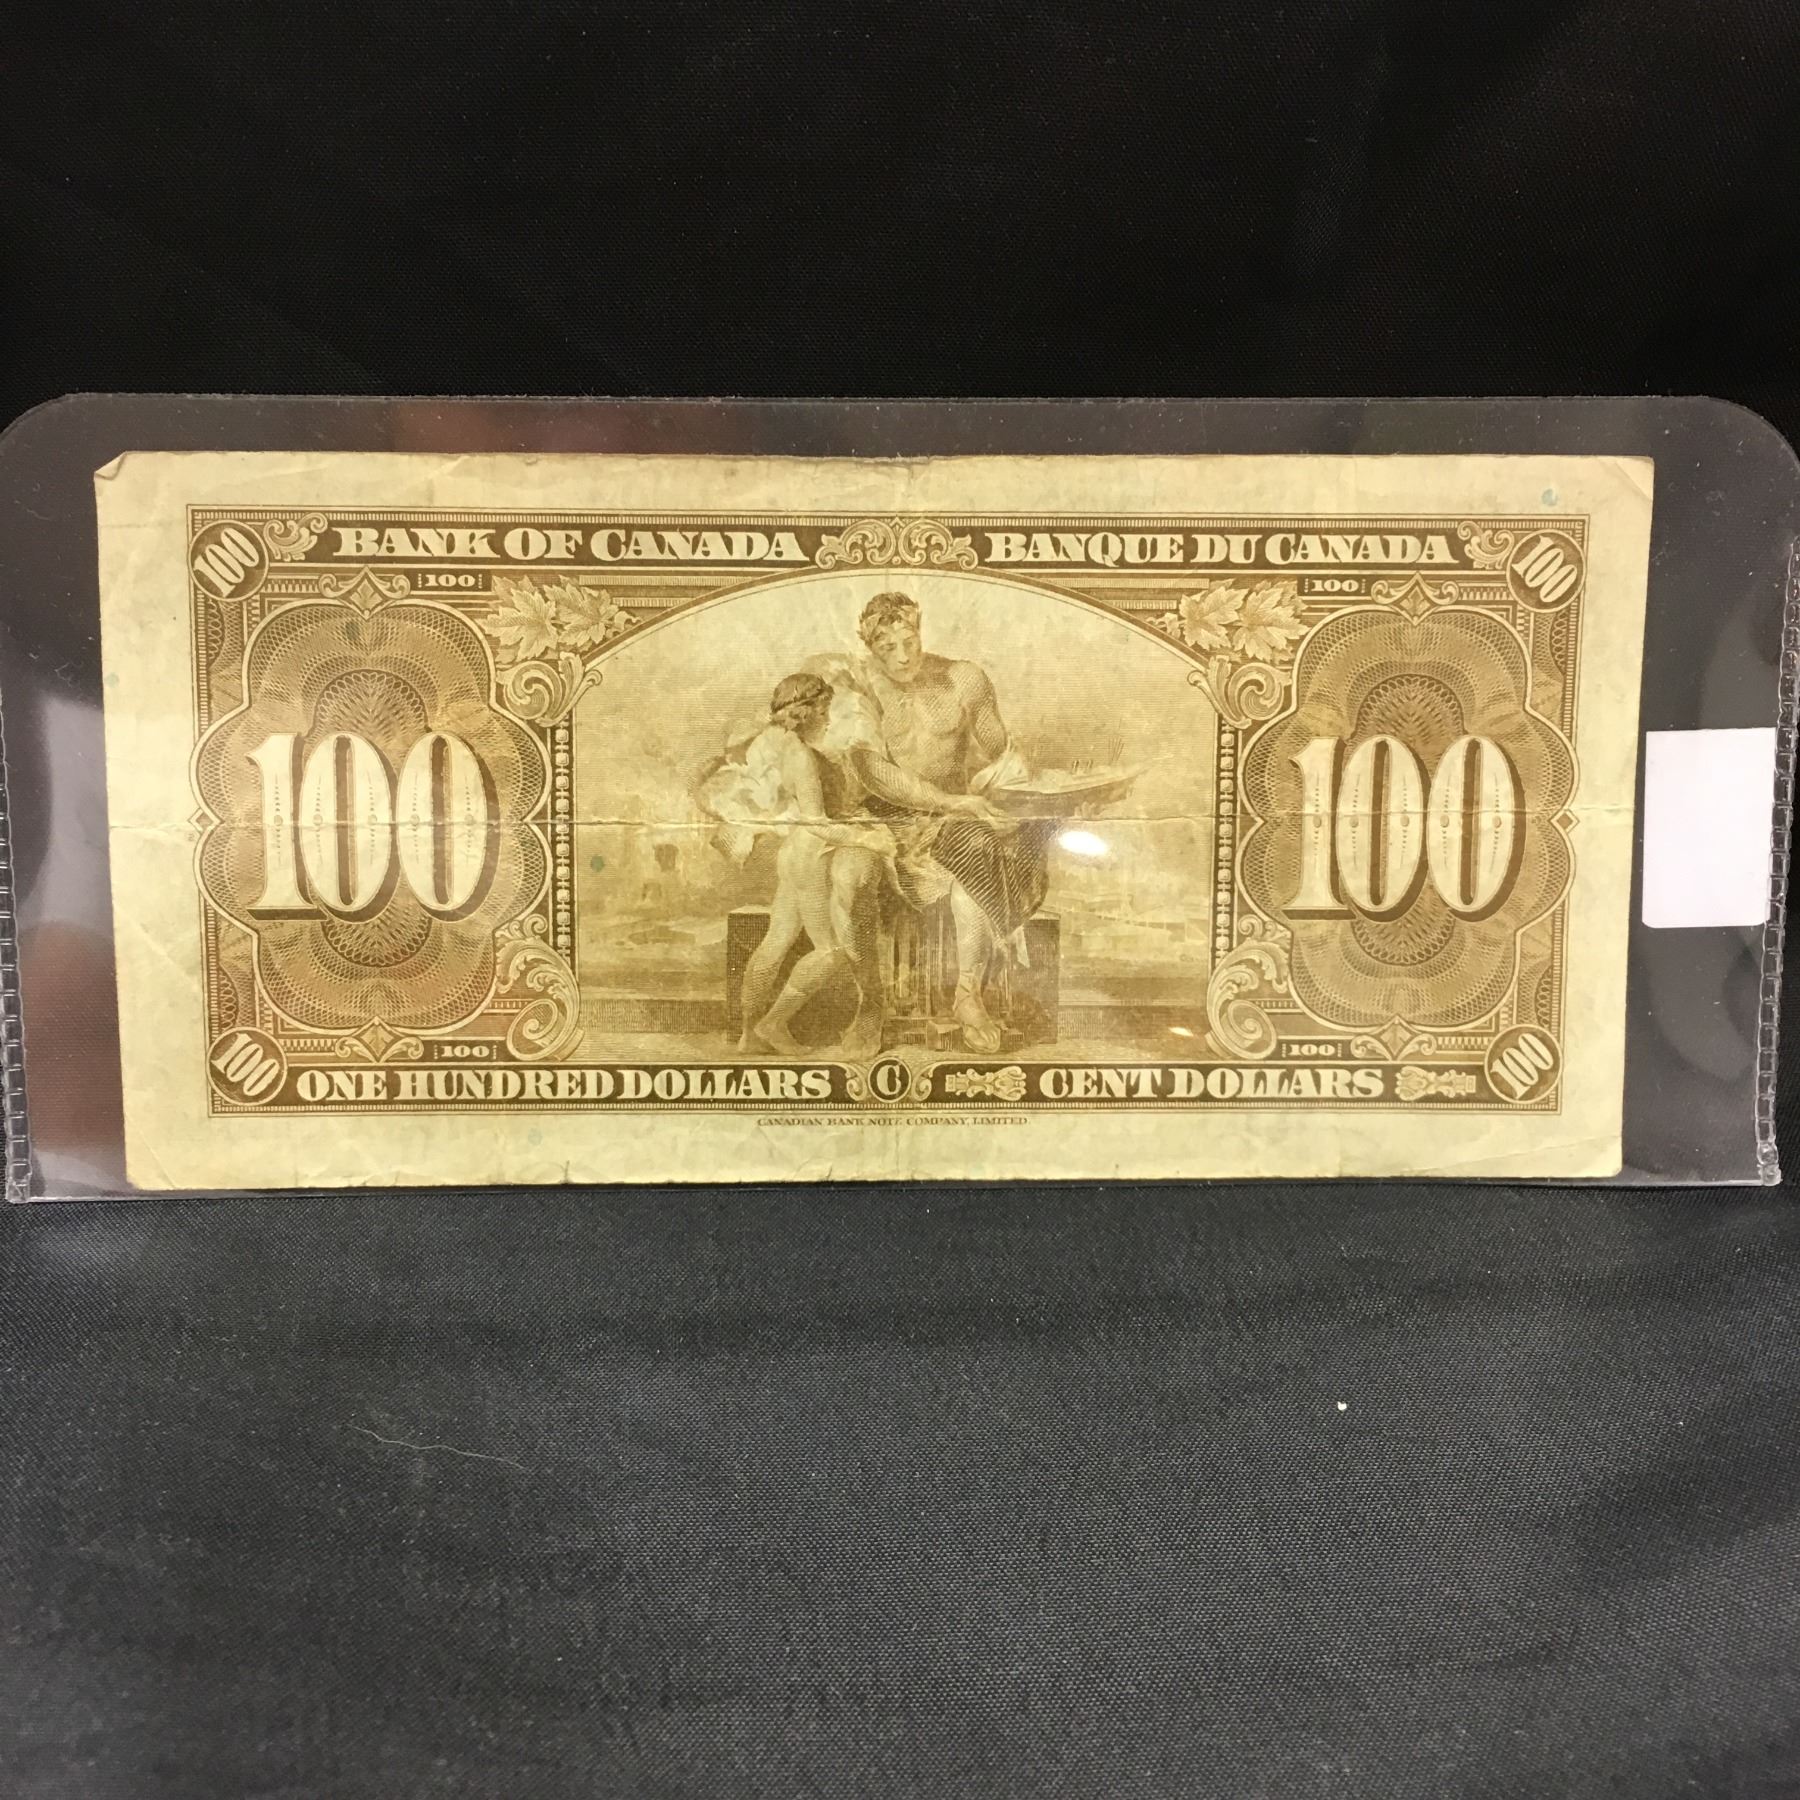 100 BANK OF CANADA BANQUE DU CANADA 100
100 100
100 100
100 100
100 ONE HUNDRED DOLLARS C CENT DOLLARS 100
CANADIAN BANK NOTE COMPANY, LIMITED